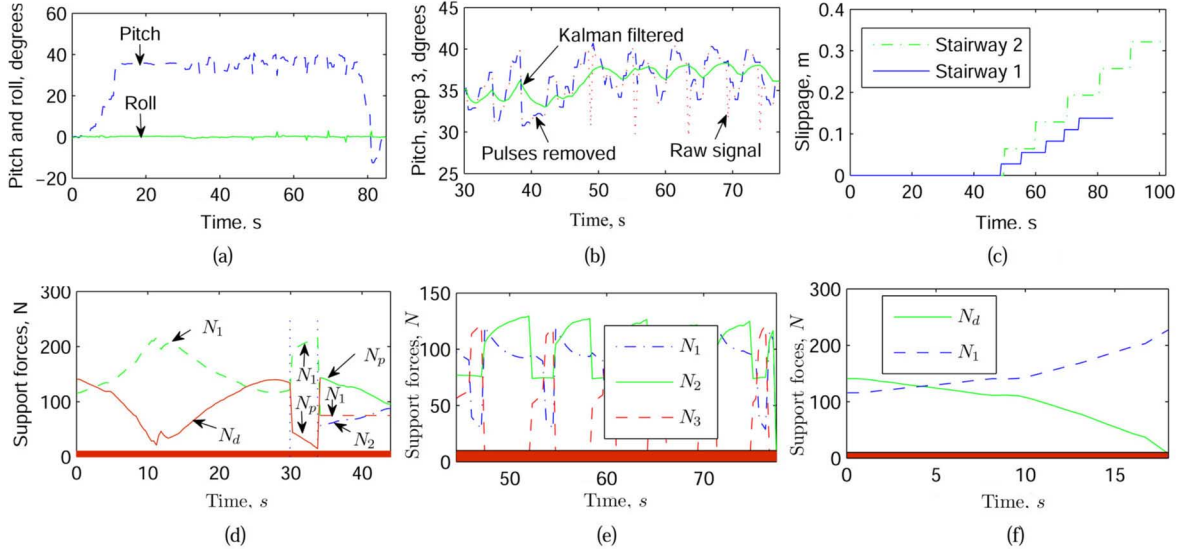 Pitch and roll, degrees
60
40
20
0
−20
Pitch
Roll
0
20
40
60
80
Time. s
(a)
Pitch, step 3, dgrees
45
40
35
30
25
Kalman filtered
Pulses removed
Raw signal
30
40
50
60
70
Time, s
(b)
Slippage, m
0.4
0.3
0.2
0.1
0
Stairway 2
Stairway 1
0
20
40
60
80
100
Time. s
(c)
Support forces, N
300
200
100
0
N1
Nd
N1
Np
Np
N1
N2
0
10
20
30
40
Time, s
(d)
Support forces, N
150
100
50
0
N1
N2
N3
50
60
70
Time, s
(e)
Support foces, N
300
200
100
0
Nd
N1
0
5
10
15
Time. s
(f)